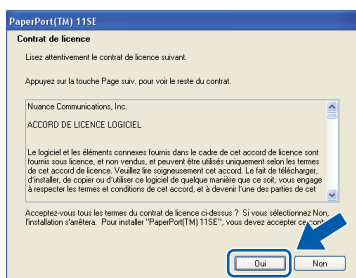 PaperPort(TM) 11SE
Contrat de licence
Lisez attentivement le contrat de licence suivant.
Appuyez sur la touche Page suiv. pour voir le reste du contrat.
Nuance Communications, Inc.
ACCORD DE LICENCE LOGICIEL
Le logiciel et les éléments connexes fournis dans le cadre de cet accord de licence sont
fournis sous licence, et non vendus, et peuvent être utilisés uniquement selon les termes
de cet accord de licence. Veuillez lire soigneusement cet accord. Le fait de télécharger,
d'installer, de copier ou d'utiliser ce logiciel de quelque manière que ce soit, vous engage
à respecter les termes et conditions de cet accord, et à devenir l'une des parties de cet
Acceptez-vous tous les termes du contrat de licence ci-dessus ? Si vous sélectionnez Non,
l'installation s'arrêtera. Pour installer "PaperPort(TM) 11SE", vous devez accepter ce
Oui
Non